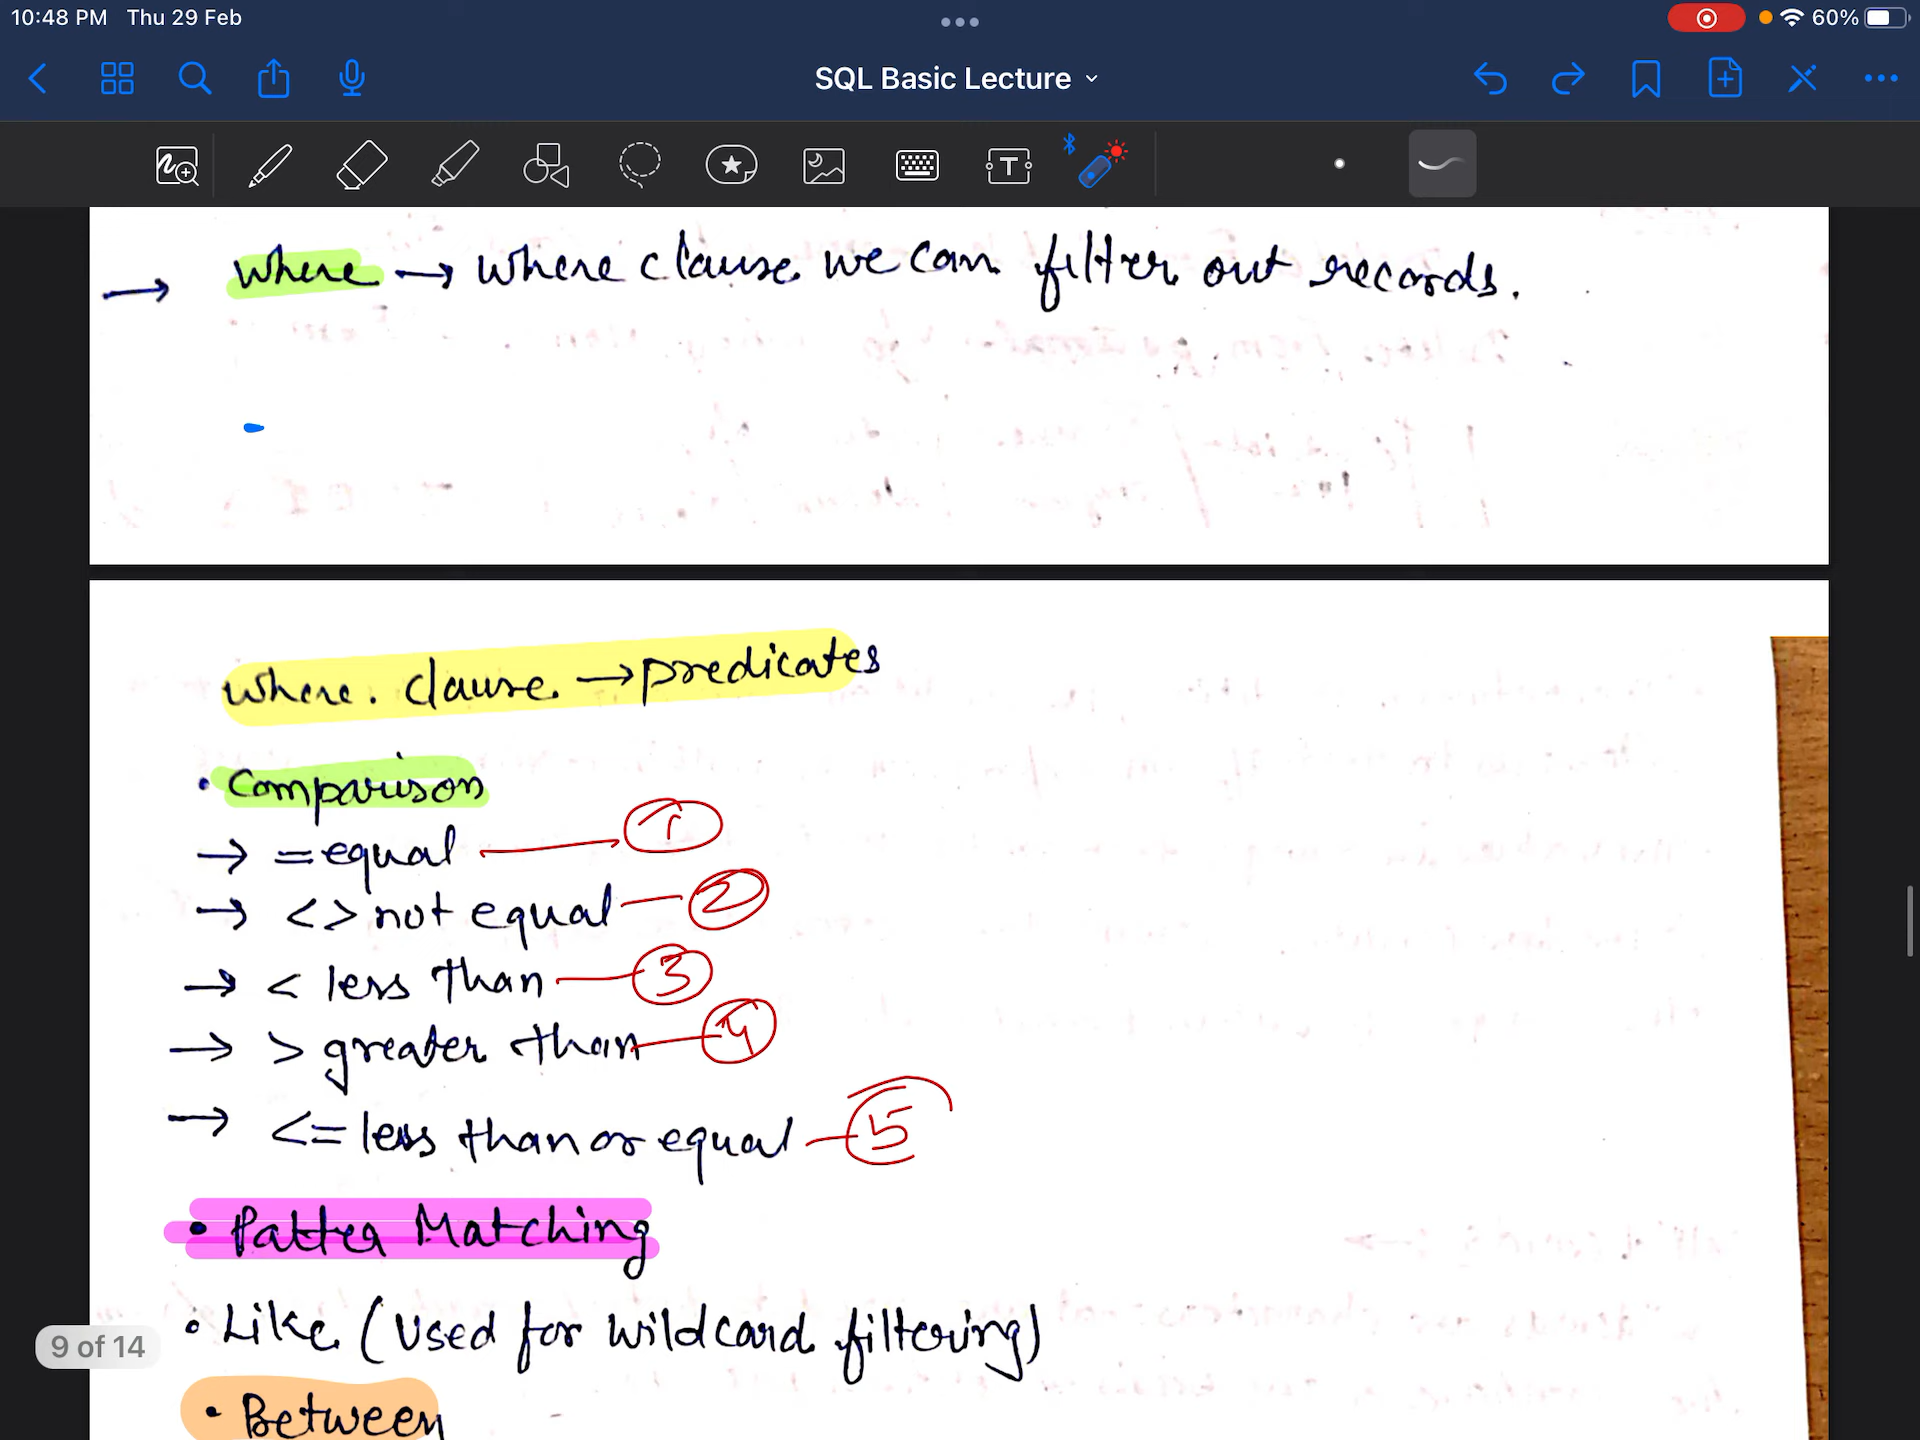 10:48 PM Thu 29 Feb
60%
SQL Basic Lecture
T
→ where → where clause we can filter out records.
where clause → predicates
• Comparison
→ = equal — 1
→ <> not equal — 2
→ < less than — 3
→ > greater than — 4
→ <= less than or equal — 5
• Patter Matching
• Like (Used for wildcard filtering)
• Between
9 of 14